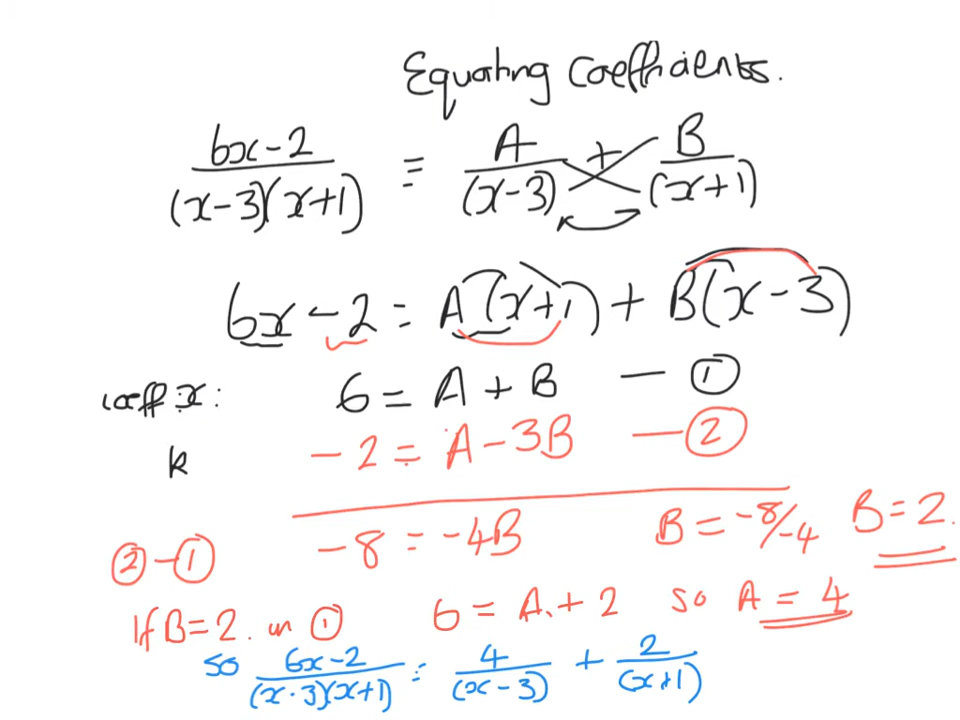 Equating Coefficients.
6x-2/(x-3)(x+1) = A/(x-3) + B/(x+1)
6x - 2 = A(x+1) + B(x-3)
coeff x: 6 = A + B — ①
k -2 = A - 3B — ②
②-① -8 = -4B B = -8/-4 B = 2.
If B=2. in ① 6 = A + 2 so A = 4
so 6x-2/(x-3)(x+1) = 4/(x-3) + 2/(x+1)